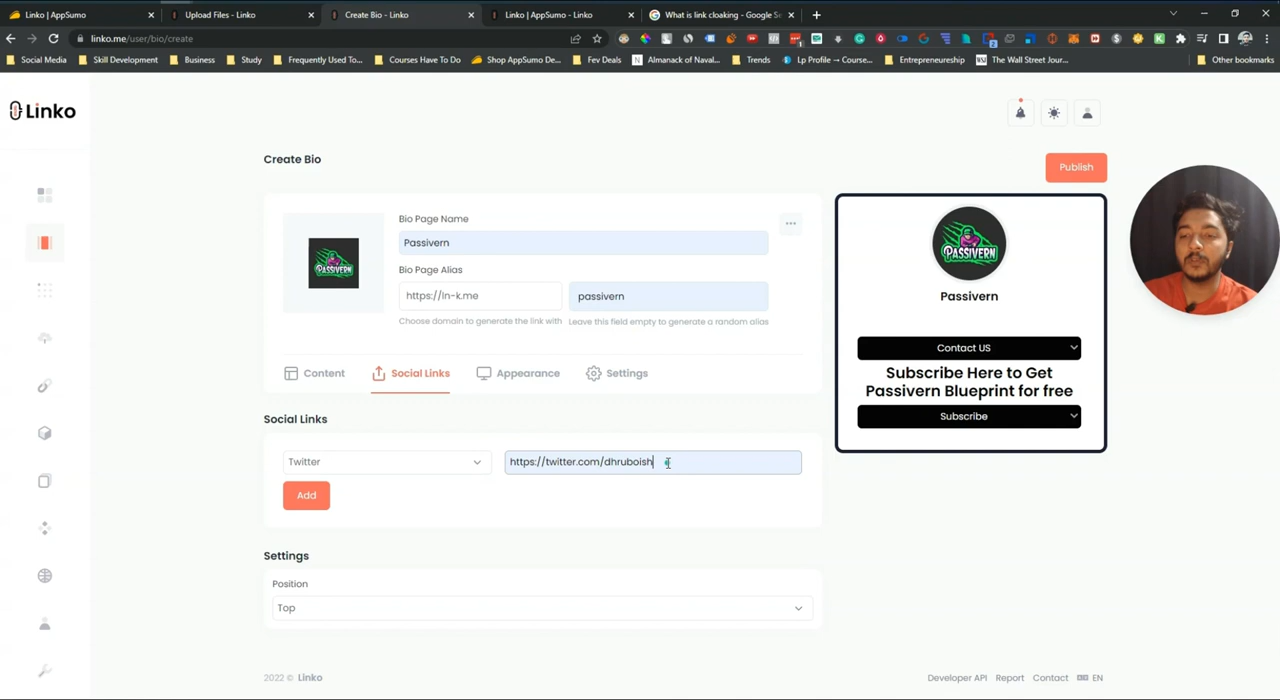 Linko | AppSumo
Upload Files - Linko
Create Bio - Linko
Linko | AppSumo - Linko
What is link cloaking - Google Se
linko.me/user/bio/create
Social Media
Skill Development
Business
Study
Frequently Used To...
Courses Have To Do
Shop AppSumo De...
Fev Deals
Almanack of Naval...
Trends
Lp Profile → Course...
Entrepreneureship
The Wall Street Jour...
Other bookmarks
Linko
Create Bio
Publish
Bio Page Name
Passivern
Bio Page Alias
https://ln-k.me
passivern
Choose domain to generate the link with
Leave this field empty to generate a random alias
Content
Social Links
Appearance
Settings
Social Links
Twitter
https://twitter.com/dhruboish
Add
Settings
Position
Top
PASSIVERN
PASSIVERN
Passivern
Contact US
Subscribe Here to Get
Passivern Blueprint for free
Subscribe
2022 © Linko
Developer API
Report
Contact
EN